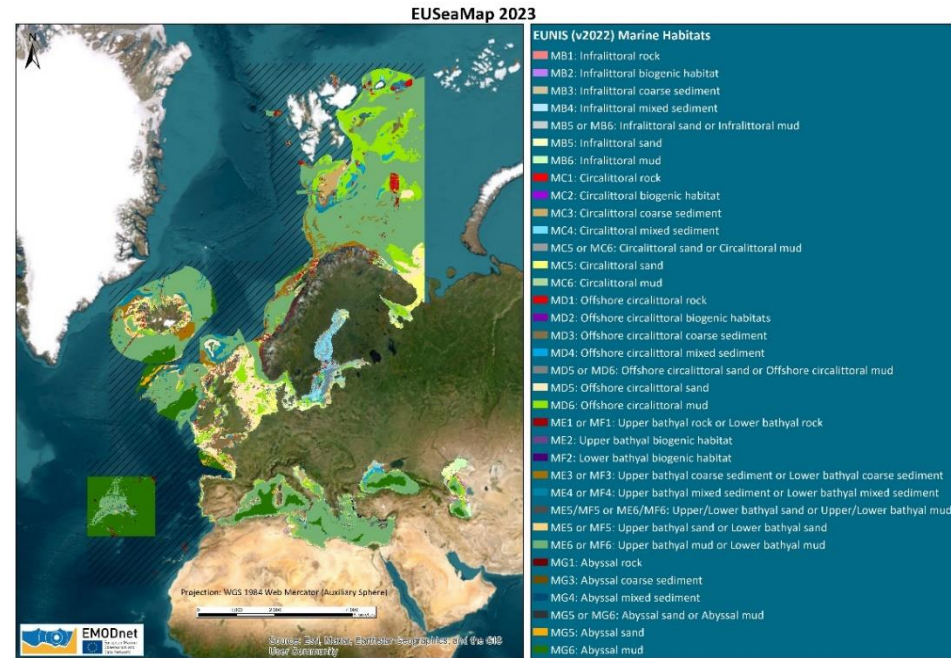 EUSeaMap 2023
N
EUNIS (v2022) Marine Habitats
MB1: Infralittoral rock
MB2: Infralittoral biogenic habitat
MB3: Infralittoral coarse sediment
MB4: Infralittoral mixed sediment
MB5 or MB6: Infralittoral sand or Infralittoral mud
MB5: Infralittoral sand
MB6: Infralittoral mud
MC1: Circalittoral rock
MC2: Circalittoral biogenic habitat
MC3: Circalittoral coarse sediment
MC4: Circalittoral mixed sediment
MC5 or MC6: Circalittoral sand or Circalittoral mud
MC5: Circalittoral sand
MC6: Circalittoral mud
MD1: Offshore circalittoral rock
MD2: Offshore circalittoral biogenic habitats
MD3: Offshore circalittoral coarse sediment
MD4: Offshore circalittoral mixed sediment
MD5 or MD6: Offshore circalittoral sand or Offshore circalittoral mud
MD5: Offshore circalittoral sand
MD6: Offshore circalittoral mud
ME1 or MF1: Upper bathyal rock or Lower bathyal rock
ME2: Upper bathyal biogenic habitat
MF2: Lower bathyal biogenic habitat
ME3 or MF3: Upper bathyal coarse sediment or Lower bathyal coarse sediment
ME4 or MF4: Upper bathyal mixed sediment or Lower bathyal mixed sediment
ME5/MF5 or ME6/MF6: Upper/Lower bathyal sand or Upper/Lower bathyal mud
ME5 or MF5: Upper bathyal sand or Lower bathyal sand
ME6 or MF6: Upper bathyal mud or Lower bathyal mud
MG1: Abyssal rock
MG3: Abyssal coarse sediment
MG4: Abyssal mixed sediment
MG5 or MG6: Abyssal sand or Abyssal mud
MG5: Abyssal sand
MG6: Abyssal mud
Projection: WGS 1984 Web Mercator (Auxiliary Sphere)
Source: Esri, Maxar, Earthstar Geographics, and the GIS
User Community
EMODnet